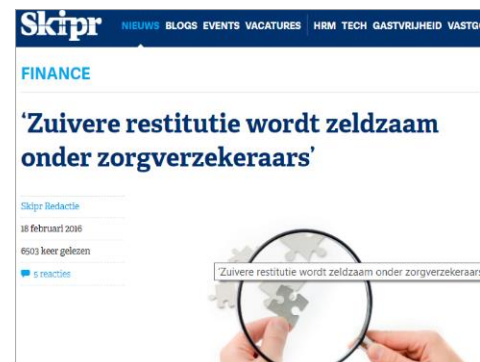 Skipr NIEUWS BLOGS EVENTS VACATURES HRM TECH GASTVRIJHEID VASTGO
FINANCE
‘Zuivere restitutie wordt zeldzaam
onder zorgverzekeraars’
Skipr Redactie
18 februari 2016
6503 keer gelezen
5 reacties
'Zuivere restitutie wordt zeldzaam onder zorgverzekeraars